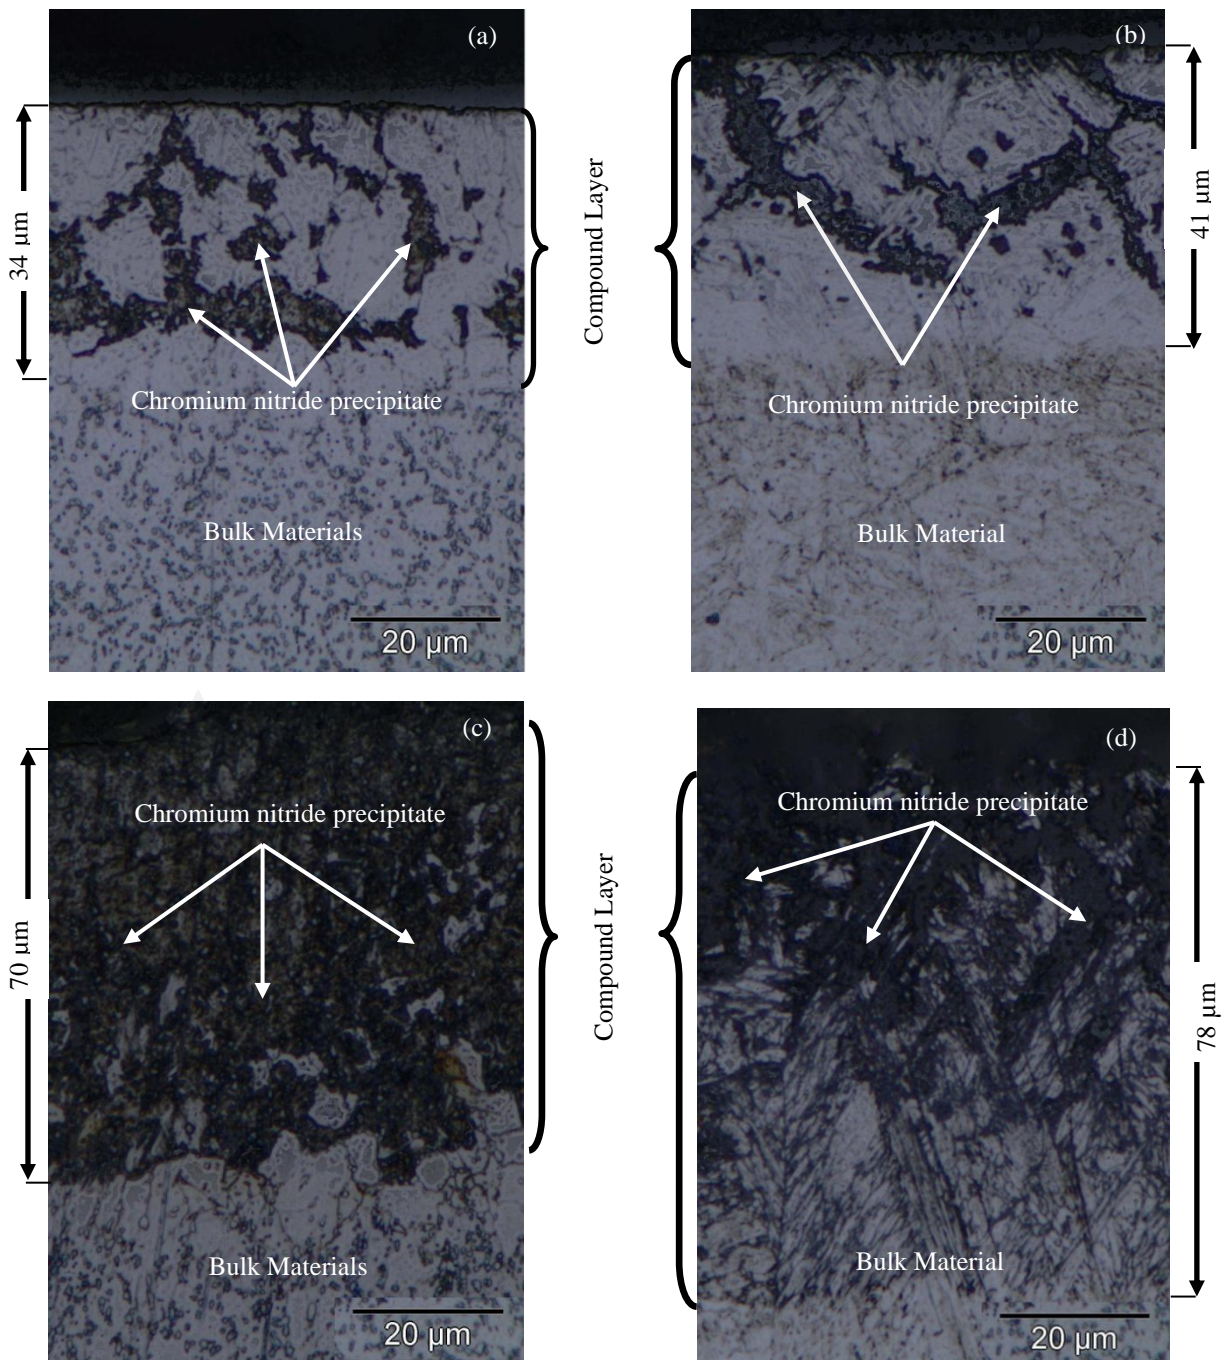 (a)
(b)
34 µm
Compound Layer
41 µm
Chromium nitride precipitate
Chromium nitride precipitate
Bulk Materials
Bulk Material
20 µm
20 µm
(c)
(d)
Chromium nitride precipitate
Chromium nitride precipitate
70 µm
Compound Layer
78 µm
Bulk Materials
Bulk Material
20 µm
20 µm